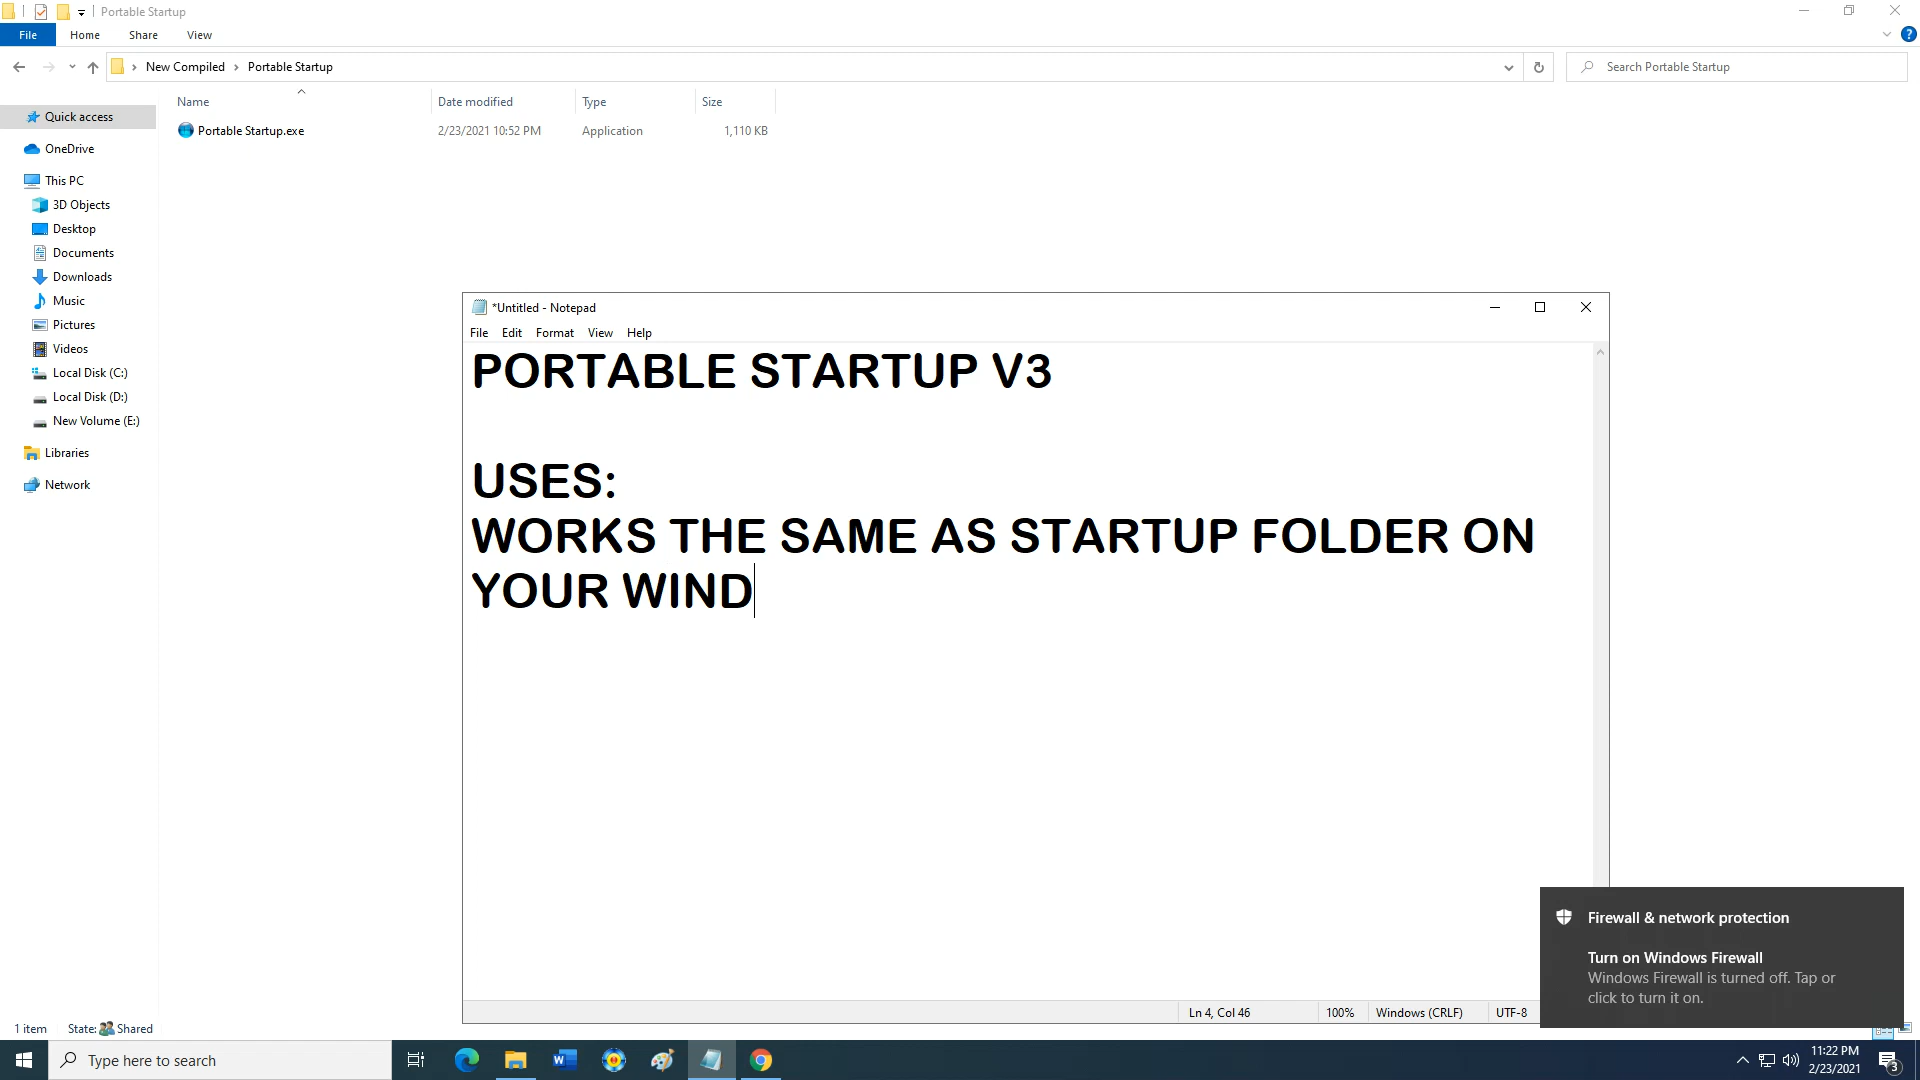 Portable Startup
File Home Share View
New Compiled Portable Startup
Search Portable Startup
Name Date modified Type Size
Portable Startup.exe 2/23/2021 10:52 PM Application 1,110 KB
Quick access
OneDrive
This PC
3D Objects
Desktop
Documents
Downloads
Music
Pictures
Videos
Local Disk (C:)
Local Disk (D:)
New Volume (E:)
Libraries
Network
*Untitled - Notepad
File Edit Format View Help
PORTABLE STARTUP V3
USES:
WORKS THE SAME AS STARTUP FOLDER ON
YOUR WIND
Ln 4, Col 46 100% Windows (CRLF) UTF-8
Firewall & network protection
Turn on Windows Firewall
Windows Firewall is turned off. Tap or
click to turn it on.
1 item State: Shared
Type here to search
11:22 PM
2/23/2021
3